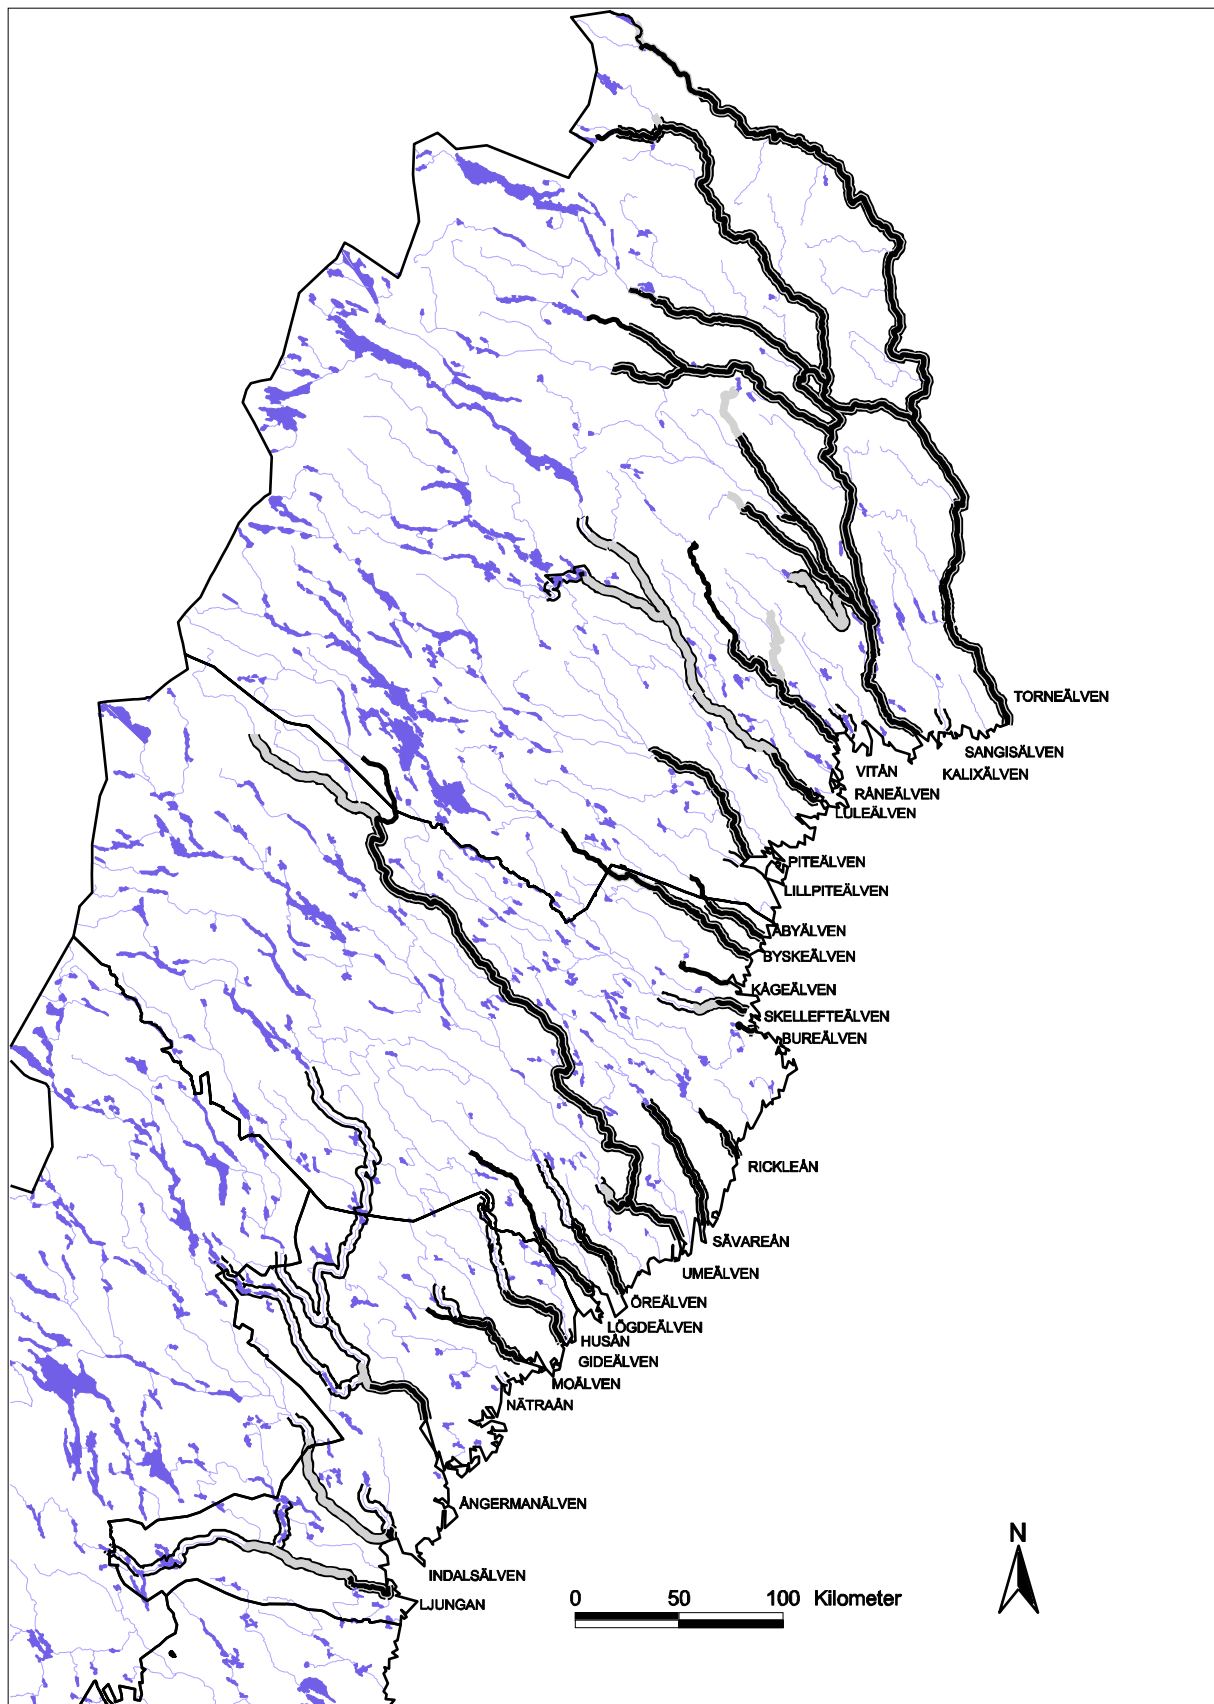 TORNEÄLVEN
SANGISÄLVEN
VITÅN
KALIXÄLVEN
RÅNEÄLVEN
LULEÄLVEN
PITEÄLVEN
LILLPITEÄLVEN
ÅBYÄLVEN
BYSKEÄLVEN
KÅGEÄLVEN
SKELLEFTEÄLVEN
BUREÄLVEN
RICKLEÅN
SÄVAREÅN
UMEÄLVEN
ÖREÄLVEN
LÖGDEÄLVEN
HUSÅN
GIDEÄLVEN
MOÄLVEN
NÄTRAÅN
ÅNGERMANÄLVEN
INDALSÄLVEN
LJUNGAN
N
0 50 100 Kilometer